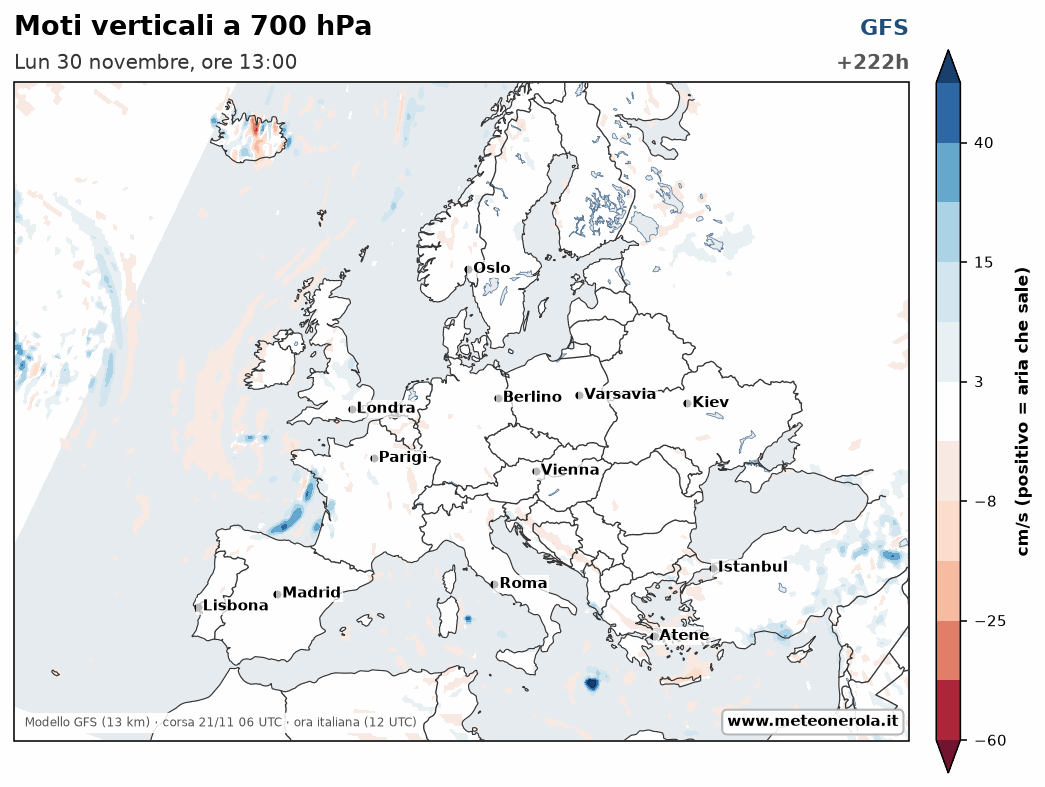 Moti verticali a 700 hPa
GFS
Lun 30 novembre, ore 13:00
+222h
Oslo
Berlino
Varsavia
Kiev
Londra
Parigi
Vienna
Istanbul
Roma
Madrid
Lisbona
Atene
Modello GFS (13 km) · corsa 21/11 06 UTC · ora italiana (12 UTC)
www.meteonerola.it
40
15
3
−8
−25
−60
cm/s (positivo = aria che sale)